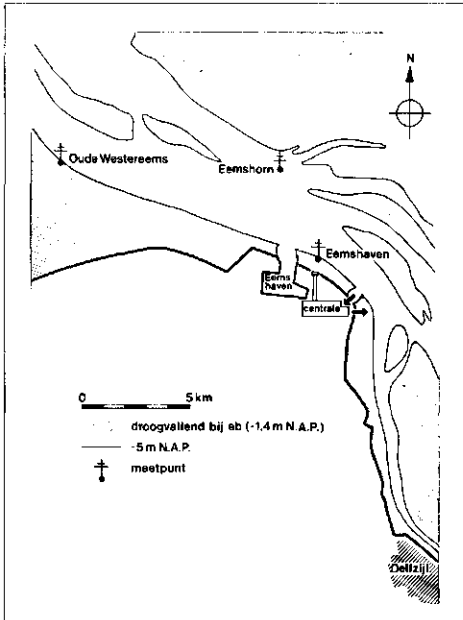 N
Oude Westereems
Eemshorn
Eemshaven
Eems
haven
centrale
0 5 km
droogvallend bij eb (-1,4 m N.A.P.)
-5 m N.A.P.
meetpunt
Delfzijl